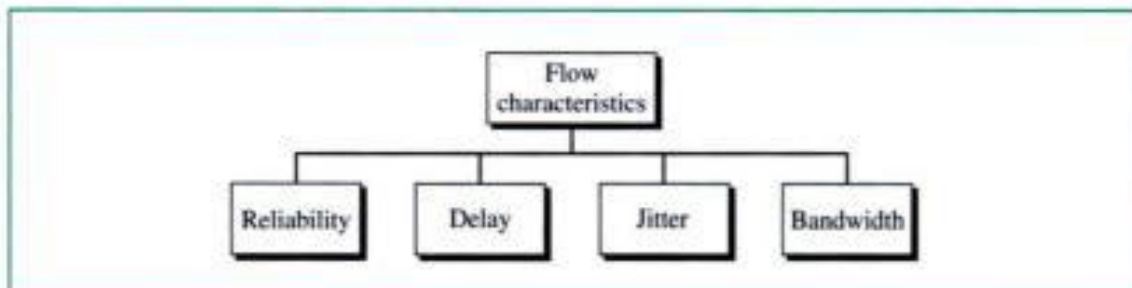 Flow
characteristics
Reliability
Delay
Jitter
Bandwidth